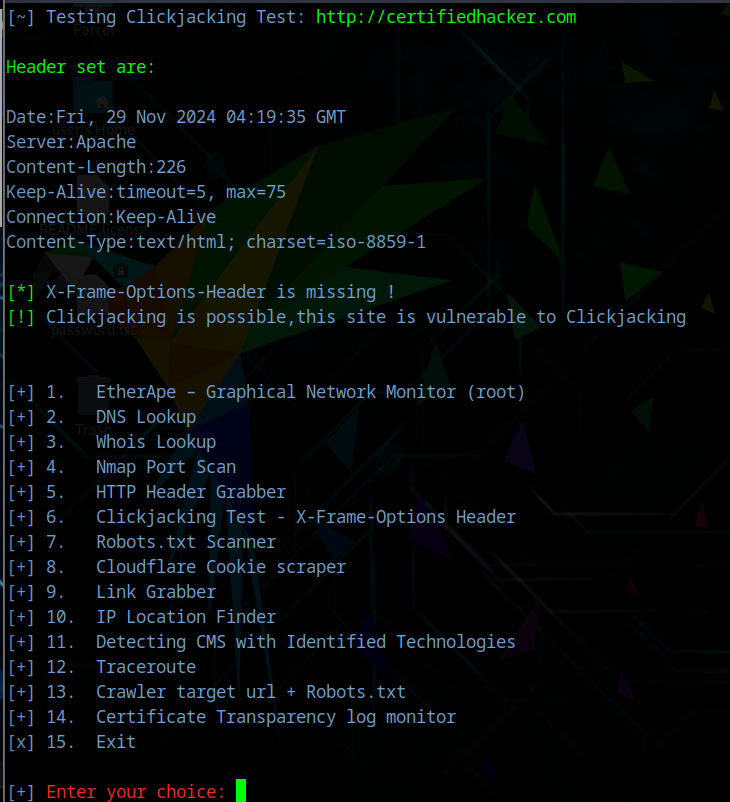 [~] Testing Clickjacking Test: http://certifiedhacker.com
Parrot
Header set are:
Date:Fri, 29 Nov 2024 04:19:35 GMT
user's Home
Server:Apache
Content-Length:226
Keep-Alive:timeout=5, max=75
Connection:Keep-Alive
README.license
Content-Type:text/html; charset=iso-8859-1
[*] X-Frame-Options-Header is missing !
[!] Clickjacking is possible,this site is vulnerable to Clickjacking
password.txt
[+] 1.   EtherApe – Graphical Network Monitor (root)
[+] 2.   DNS Lookup
Trash
[+] 3.   Whois Lookup
[+] 4.   Nmap Port Scan
[+] 5.   HTTP Header Grabber
[+] 6.   Clickjacking Test - X-Frame-Options Header
[+] 7.   Robots.txt Scanner
[+] 8.   Cloudflare Cookie scraper
[+] 9.   Link Grabber
[+] 10.  IP Location Finder
[+] 11.  Detecting CMS with Identified Technologies
[+] 12.  Traceroute
[+] 13.  Crawler target url + Robots.txt
[+] 14.  Certificate Transparency log monitor
[x] 15.  Exit
[+] Enter your choice: